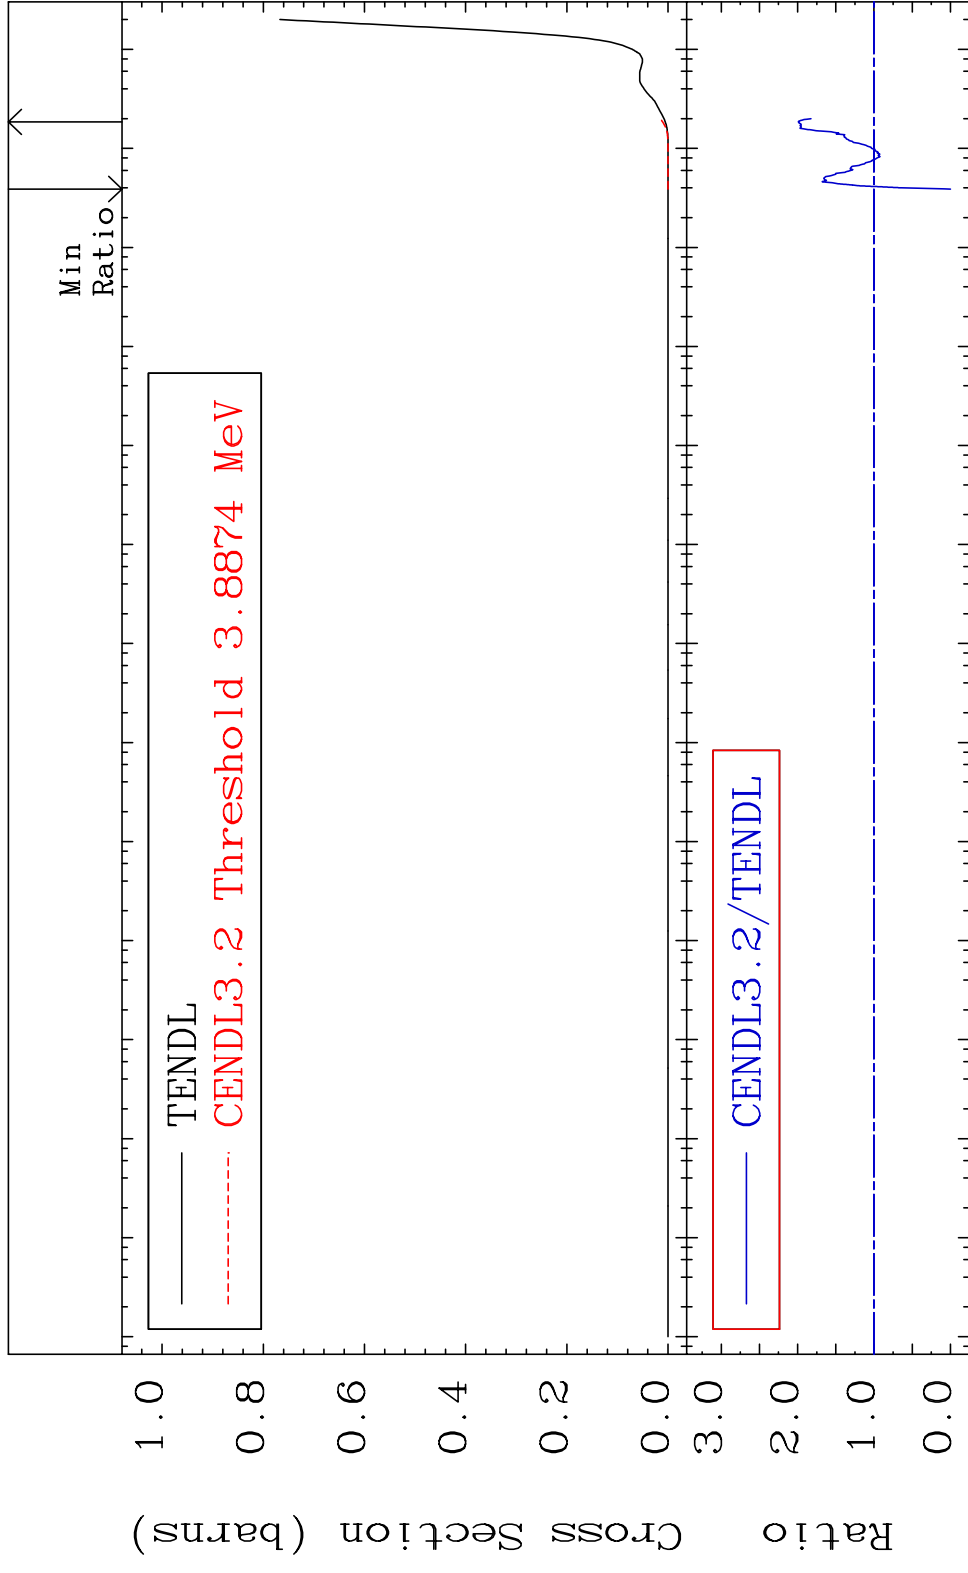 Min
Ratio
TENDL
CENDL3.2 Threshold 3.8874 MeV
1.0
0.8
0.6
0.4
0.2
0.0
Cross Section (barns)
CENDL3.2/TENDL
3.0
2.0
1.0
0.0
Ratio